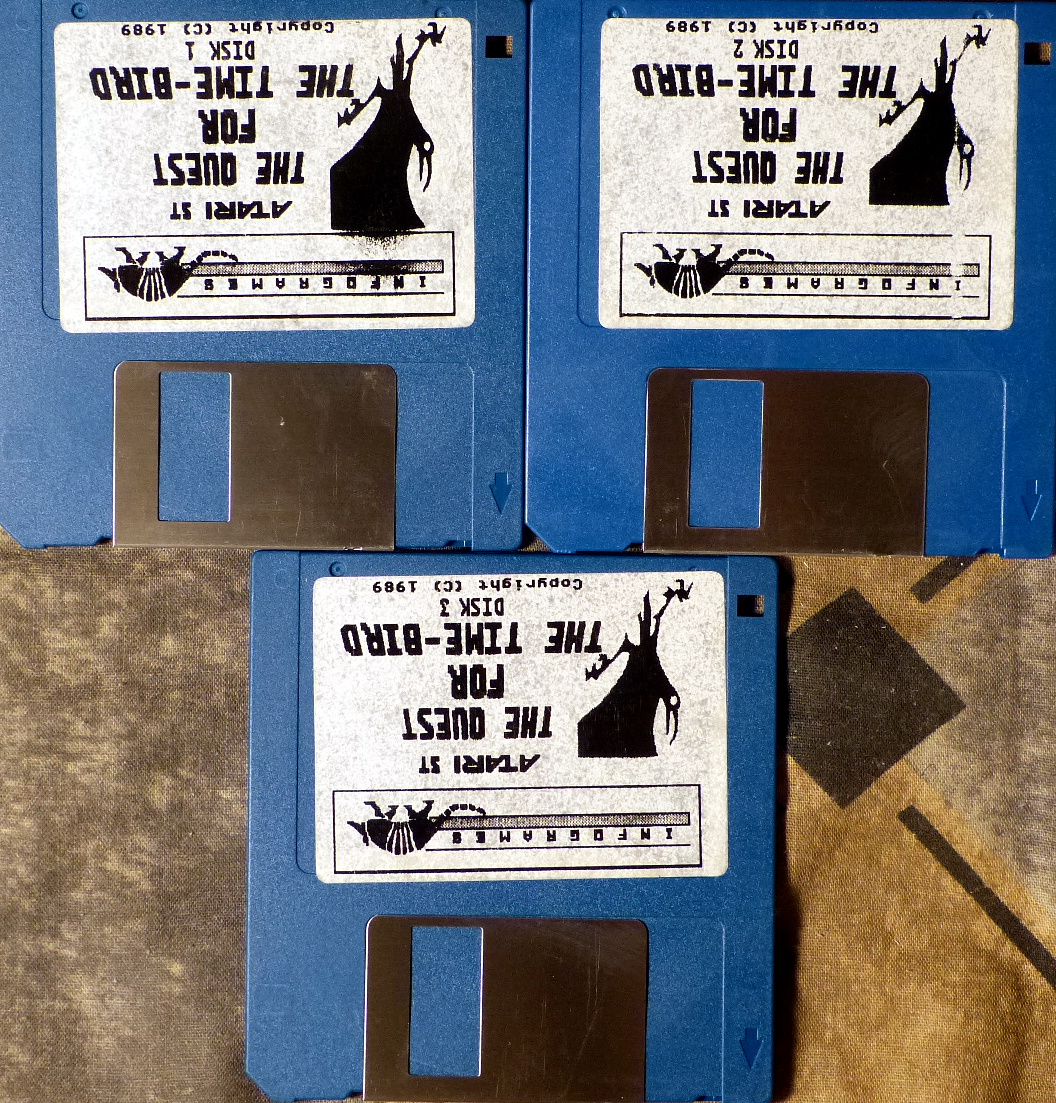 INFOGRAMES
ATARI ST
THE QUEST
FOR
THE TIME-BIRD
DISK 1
Copyright (C) 1989
INFOGRAMES
ATARI ST
THE QUEST
FOR
THE TIME-BIRD
DISK 2
Copyright (C) 1989
INFOGRAMES
ATARI ST
THE QUEST
FOR
THE TIME-BIRD
DISK 3
Copyright (C) 1989